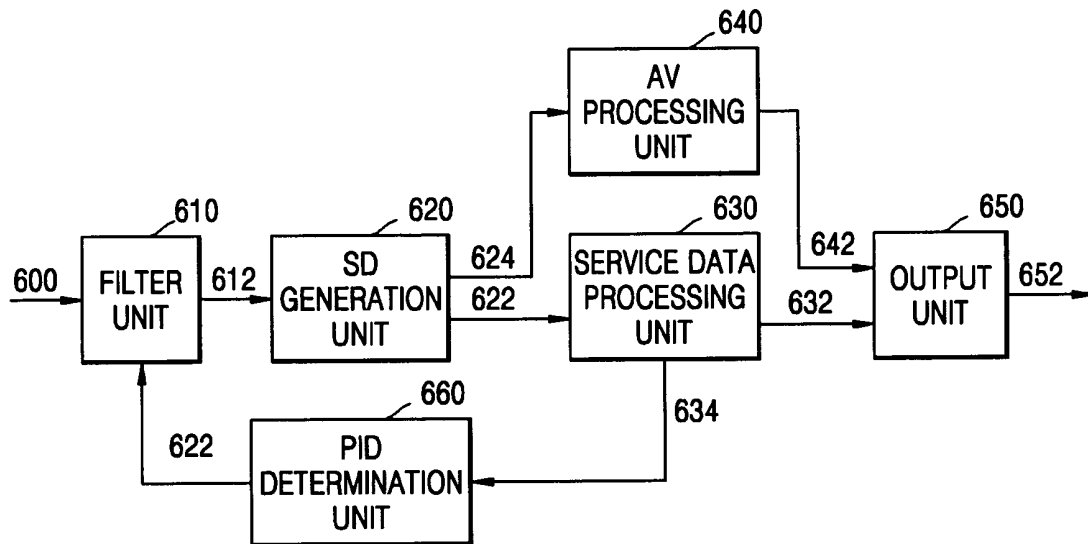 640
AV
PROCESSING
UNIT
610
620
630
650
600
FILTER
UNIT
612
SD
GENERATION
UNIT
624
622
SERVICE DATA
PROCESSING
UNIT
642
632
OUTPUT
UNIT
652
660
634
622
PID
DETERMINATION
UNIT